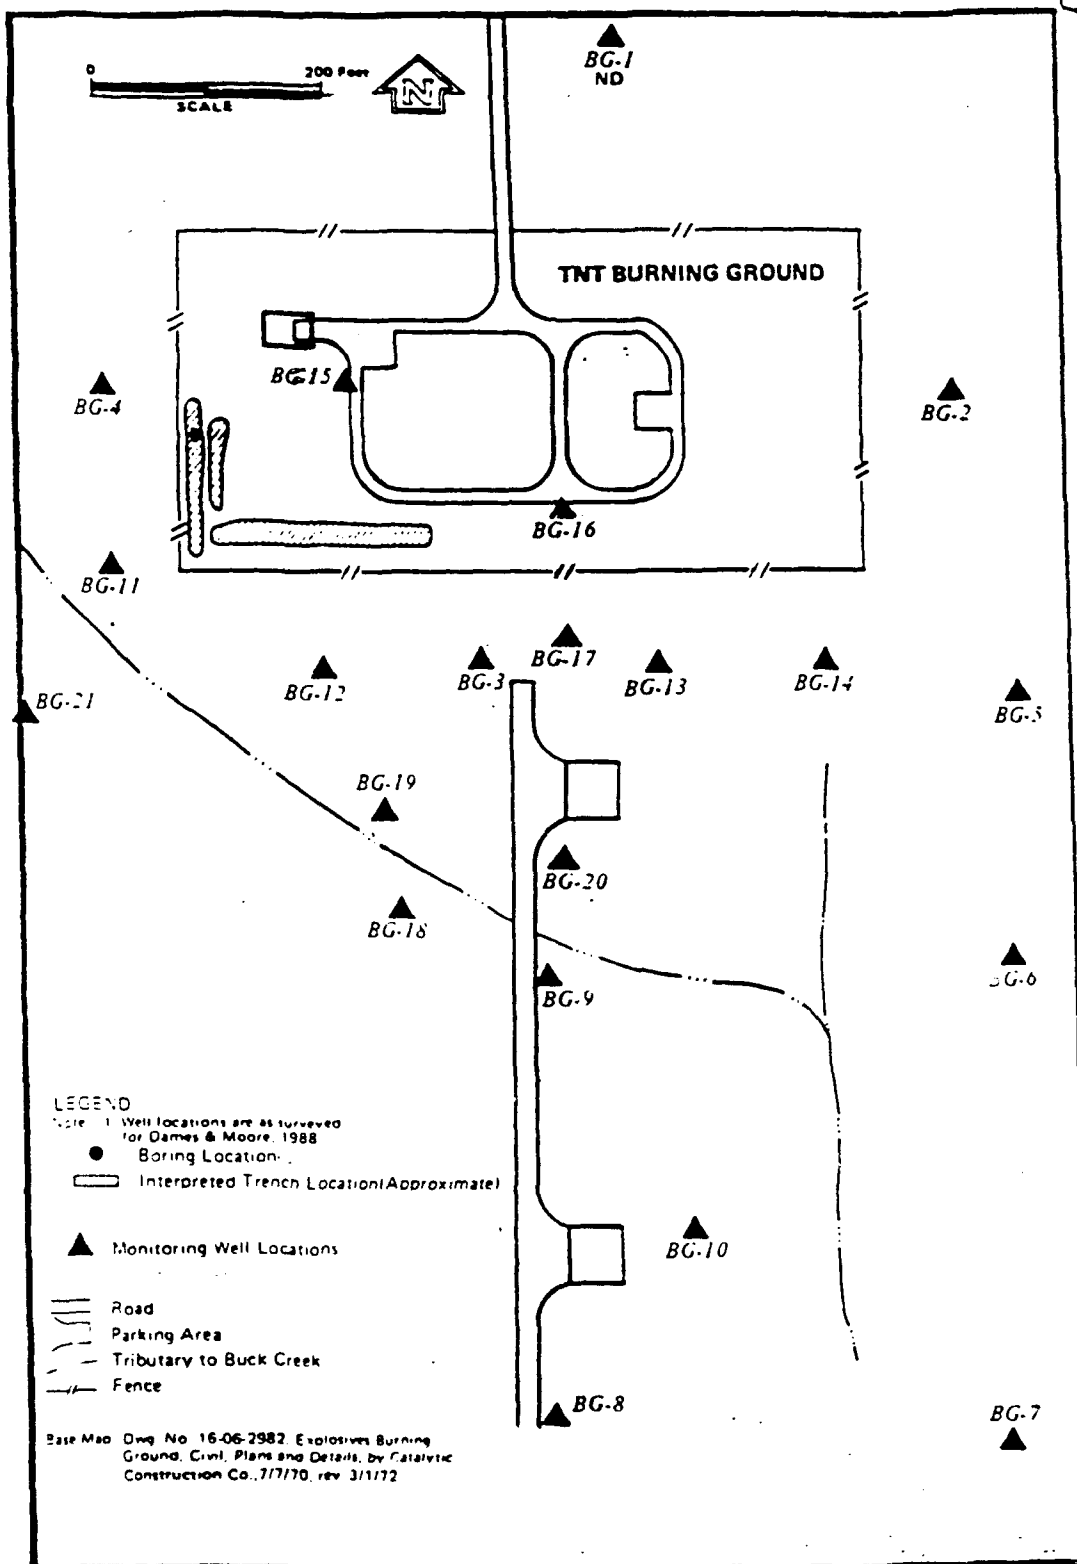 0 200 Feet
SCALE
N
BG-1
ND
TNT BURNING GROUND
BG-15
BG-4
BG-2
BG-16
BG-11
BG-17
BG-12
BG-3
BG-13
BG-14
BG-5
BG-21
BG-19
BG-20
BG-18
BG-6
BG-9
LEGEND
Note 1 Well locations are as surveyed
for Dames & Moore, 1988
Boring Location
Interpreted Trench Location(Approximate)
BG-10
Monitoring Well Locations
Road
Parking Area
Tributary to Buck Creek
Fence
BG-8
BG-7
Base Map Dwg. No. 16-06-2982. Explosives Burning
Ground, Civil, Plans and Details, by Catalytic
Construction Co., 7/7/70, rev 3/1/72